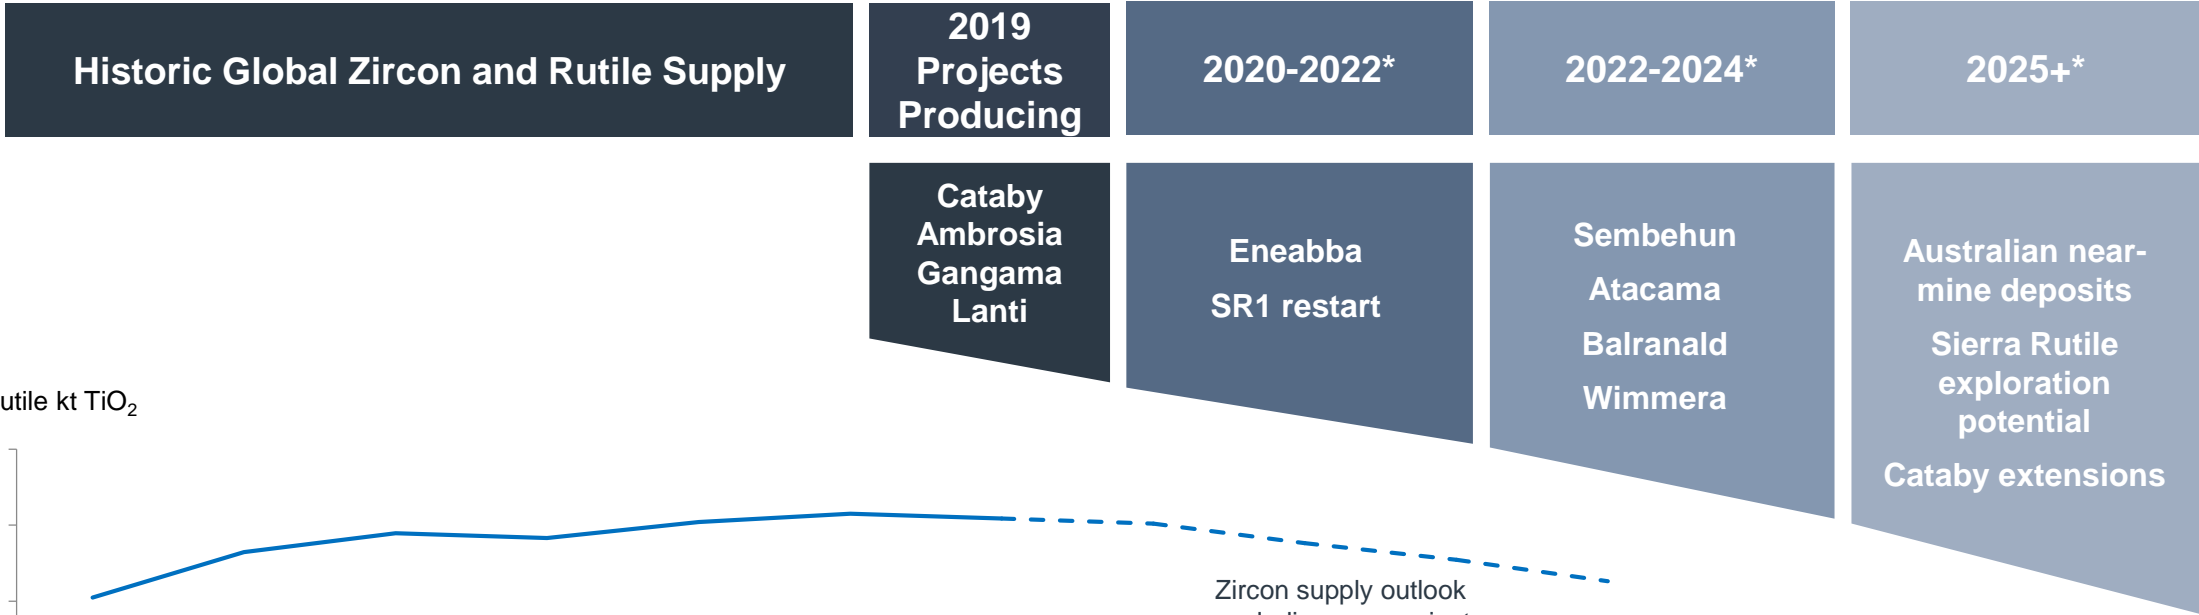 Historic Global Zircon and Rutile Supply
2019
Projects
Producing
2020-2022*
2022-2024*
2025+*
Cataby
Ambrosia
Gangama
Lanti
Eneabba
SR1 restart
Sembehun
Atacama
Balranald
Wimmera
Australian near-
mine deposits
Sierra Rutile
exploration
potential
Cataby extensions
utile kt TiO₂
Zircon supply outlook